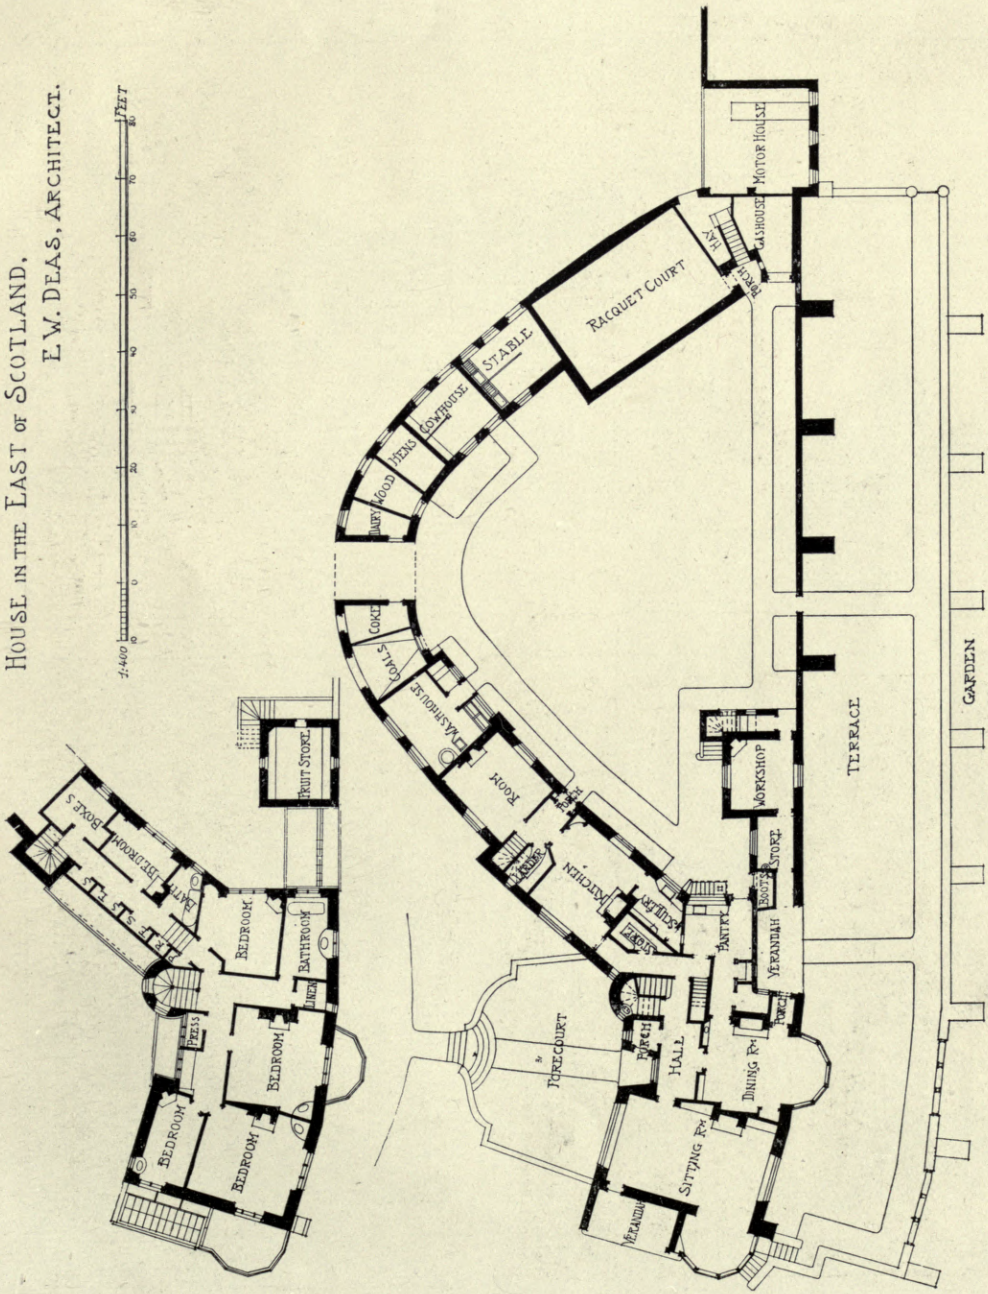 HOUSE IN THE EAST OF SCOTLAND.
E.W. DEAS, ARCHITECT.
1:400
10
0
10
20
40
50
60
70
80
FEET
BOXES
BEDROOM
BATH
PRESSES
BEDROOM
BATHROOM
LINEN
PRESS
BEDROOM
BEDROOM
BEDROOM
FRUIT STORE
MOTOR HOUSE
GASHOUSE
HAY
PORCH
RACQUET COURT
STABLE
COWHOUSE
HENS
WOOD
DAIRY
COKE
COALS
WASHHOUSE
ROOM
PORCH
LARDER
KITCHEN
SCULLERY
STORE
PANTRY
WORKSHOP
STORE
BOOTS
VERANDAH
PORCH
FORECOURT
PORCH
HALL
DINING RM
SITTING RM
VERANDAH
TERRACE
GARDEN